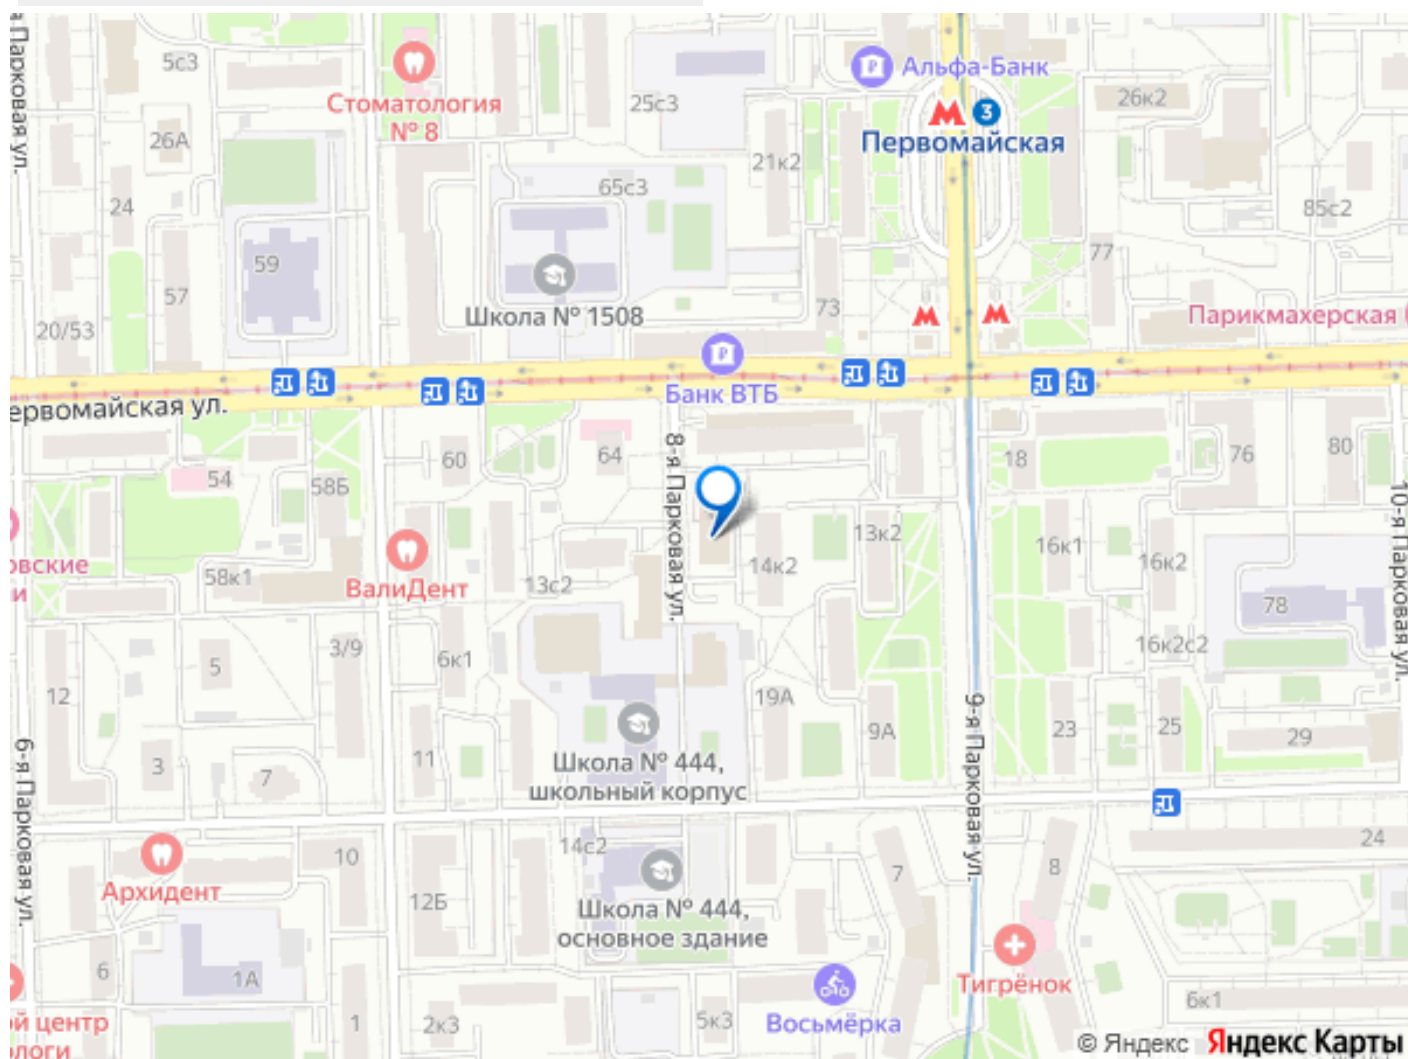 Парковая ул.
5с3
Стоматология
№ 8
25с3
Альфа-Банк
26к2
3
Первомайская
26А
21к2
65с3
24
85с2
59
77
57
73
Школа № 1508
20/53
Парикмахерская
Банк ВТБ
ервомайская ул.
8-я Парковая ул.
60
64
54
58Б
18
76
80
10-я Парковая ул.
13к2
16к1
16к2
14к2
овские
и
58к1
ВалиДент
13с2
78
16к2с2
3/9
6к1
5
12
19А
9А
23
25
29
9-я Парковая ул.
6-я Парковая ул.
11
3
7
Школа № 444,
школьный корпус
24
14с2
10
7
8
Архидент
12Б
Школа № 444,
основное здание
6
1А
Тигрёнок
6к1
й центр
логи
1
2к3
5к3
Восьмёрка
© Яндекс Яндекс Карты